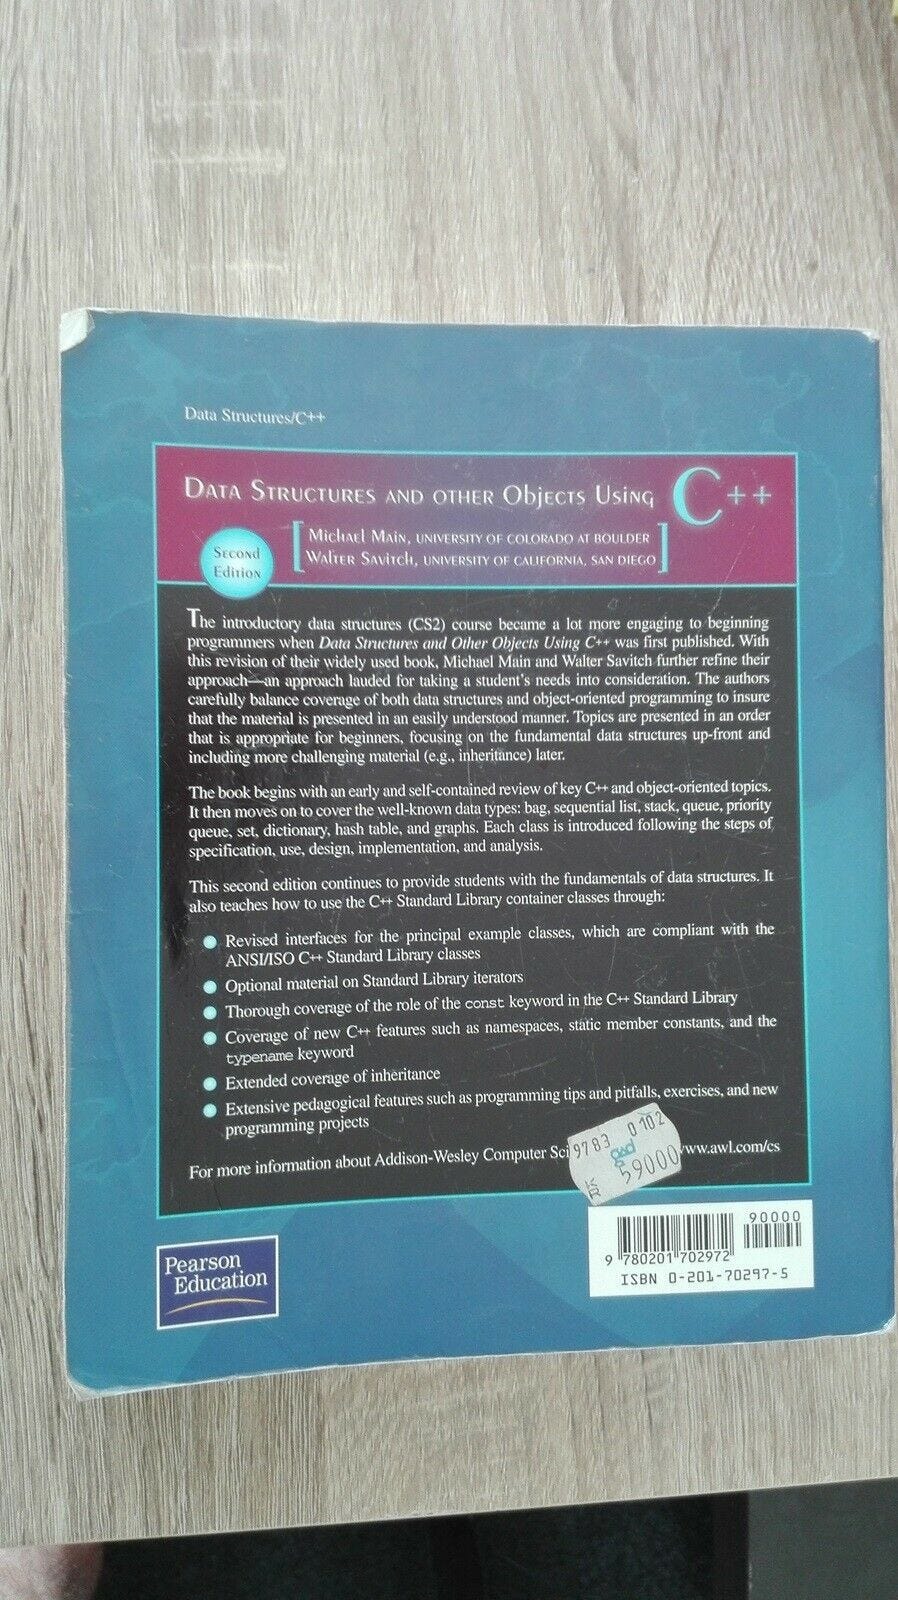 Data Structures/C++
DATA STRUCTURES AND OTHER OBJECTS USING C++
Second
Edition
[ Michael Main, UNIVERSITY OF COLORADO AT BOULDER
Walter Savitch, UNIVERSITY OF CALIFORNIA, SAN DIEGO ]
The introductory data structures (CS2) course became a lot more engaging to beginning
programmers when Data Structures and Other Objects Using C++ was first published. With
this revision of their widely used book, Michael Main and Walter Savitch further refine their
approach—an approach lauded for taking a student's needs into consideration. The authors
carefully balance coverage of both data structures and object-oriented programming to insure
that the material is presented in an easily understood manner. Topics are presented in an order
that is appropriate for beginners, focusing on the fundamental data structures up-front and
including more challenging material (e.g., inheritance) later.
The book begins with an early and self-contained review of key C++ and object-oriented topics.
It then moves on to cover the well-known data types: bag, sequential list, stack, queue, priority
queue, set, dictionary, hash table, and graphs. Each class is introduced following the steps of
specification, use, design, implementation, and analysis.
This second edition continues to provide students with the fundamentals of data structures. It
also teaches how to use the C++ Standard Library container classes through:
Revised interfaces for the principal example classes, which are compliant with the
ANSI/ISO C++ Standard Library classes
Optional material on Standard Library iterators
Thorough coverage of the role of the const keyword in the C++ Standard Library
Coverage of new C++ features such as namespaces, static member constants, and the
typename keyword
Extended coverage of inheritance
Extensive pedagogical features such as programming tips and pitfalls, exercises, and new
programming projects
For more information about Addison-Wesley Computer Sci
www.awl.com/cs
9783 0102
gad
59000
90000
9 780201 702972
ISBN 0-201-70297-5
Pearson
Education